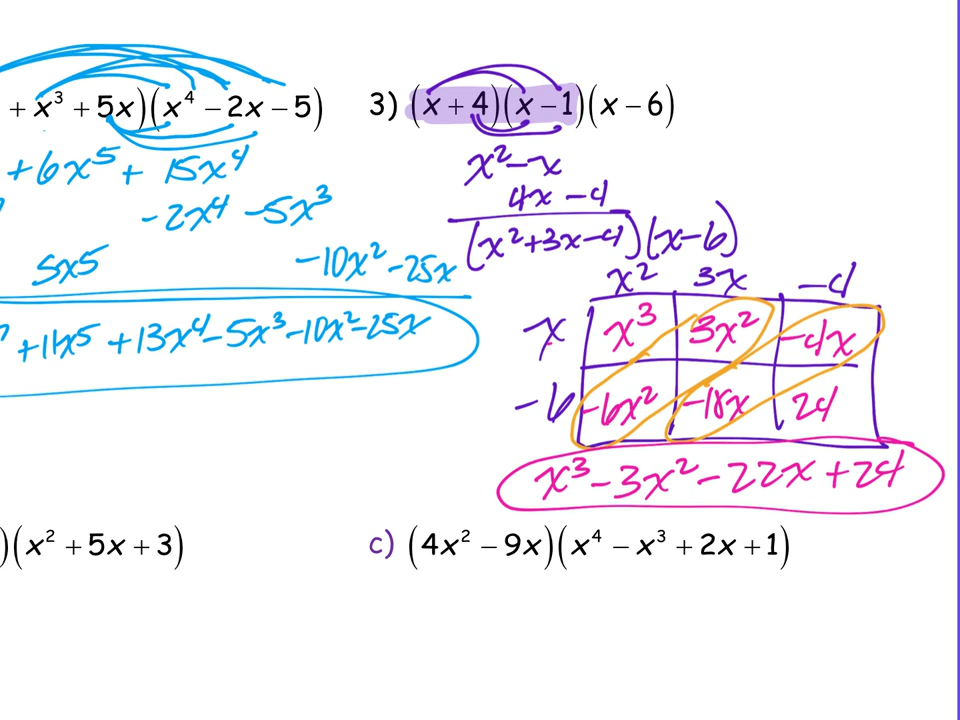 + x³ + 5x)(x⁴ − 2x − 5)
+6x⁵ + 15x⁴
-2x⁴ -5x³
5x5 -10x² -25x
+11x⁵ +13x⁴ -5x³ -10x² -25x
3) (x + 4)(x − 1)(x − 6)
x² - x
4x - 4
(x² +3x -4)(x-6)
x² 3x -4
x x³ 3x² -4x
-6 -6x² -18x 24
x³ - 3x² - 22x + 24
)(x² + 5x + 3)
c) (4x² − 9x)(x⁴ − x³ + 2x + 1)